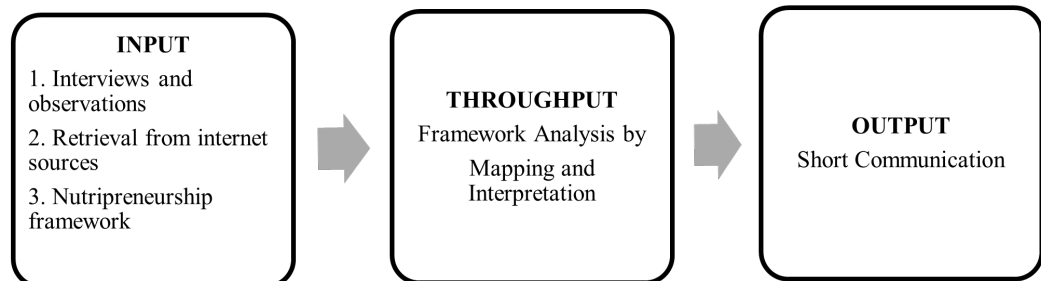 INPUT
1. Interviews and
observations
2. Retrieval from internet
sources
3. Nutripreneurship
framework
THROUGHPUT
Framework Analysis by
Mapping and
Interpretation
OUTPUT
Short Communication